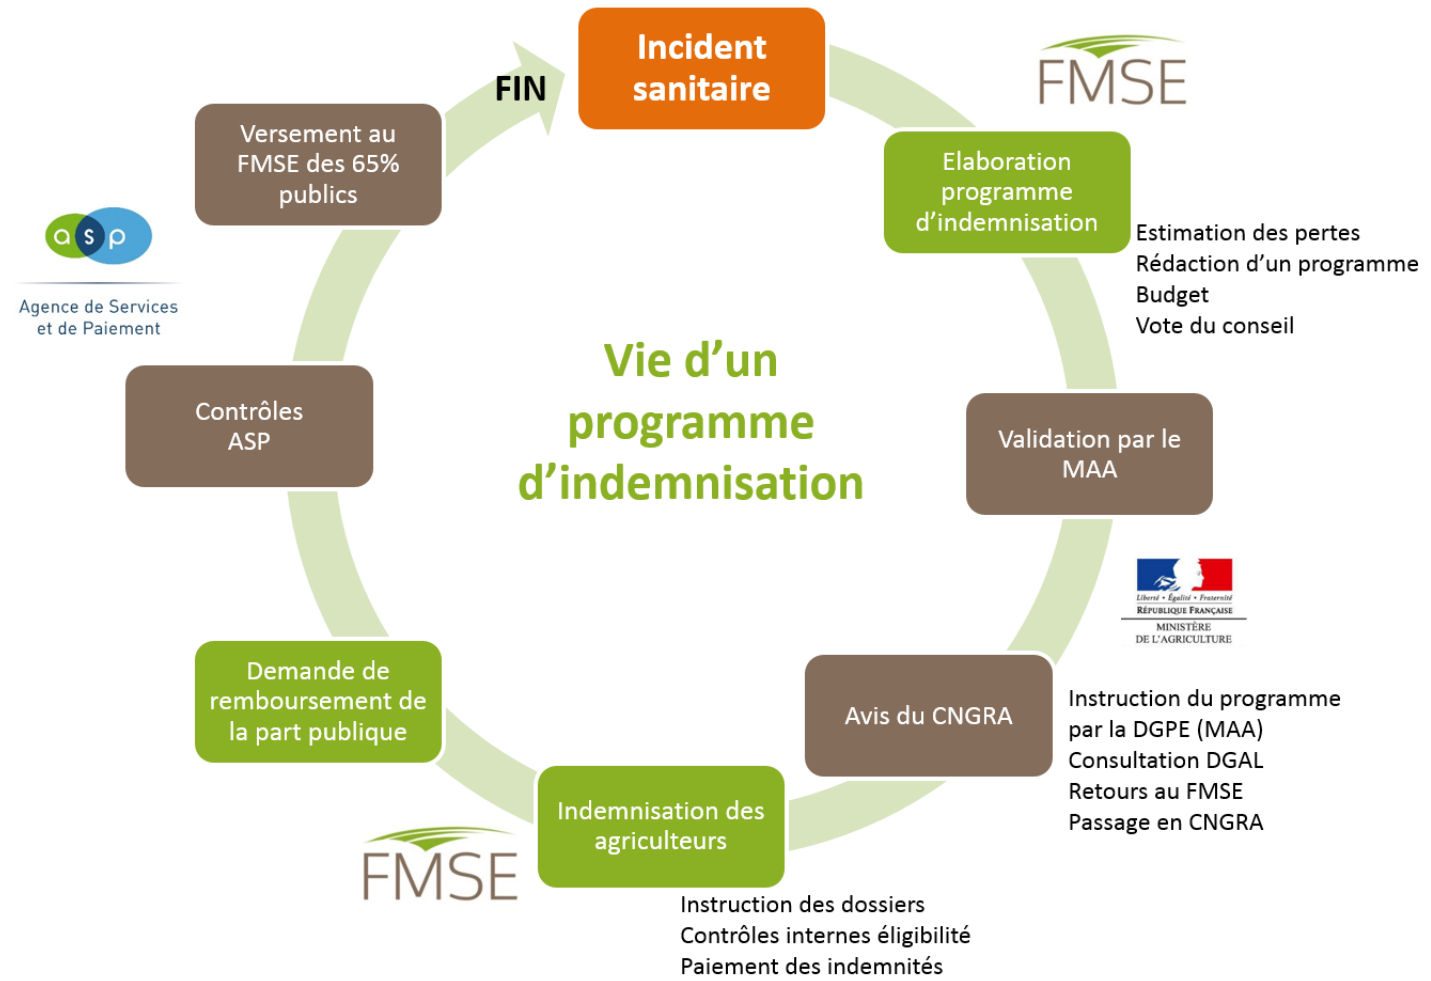 Incident
sanitaire
FMSE
Elaboration
programme
d’indemnisation
Estimation des pertes
Rédaction d’un programme
Budget
Vote du conseil
Validation par le
MAA
Liberté • Égalité • Fraternité
RÉPUBLIQUE FRANÇAISE
MINISTÈRE
DE L’AGRICULTURE
Avis du CNGRA
Instruction du programme
par la DGPE (MAA)
Consultation DGAL
Retours au FMSE
Passage en CNGRA
Indemnisation des
agriculteurs
Instruction des dossiers
Contrôles internes éligibilité
Paiement des indemnités
FMSE
Demande de
remboursement de
la part publique
Contrôles
ASP
asp
Agence de Services
et de Paiement
Versement au
FMSE des 65%
publics
FIN
Vie d’un
programme
d’indemnisation